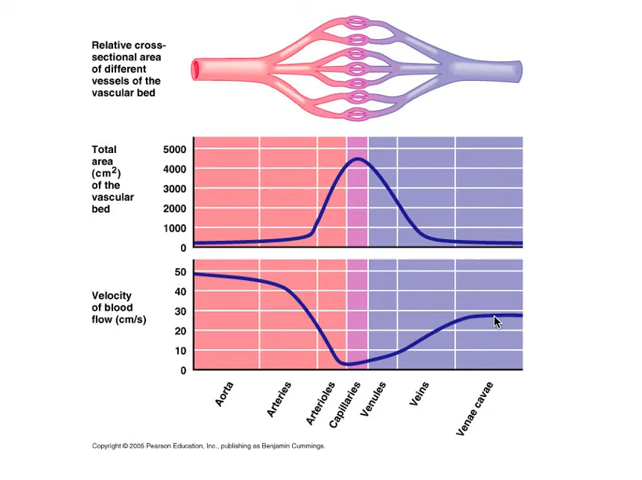 Relative cross-
sectional area
of different
vessels of the
vascular bed
Total
area
(cm2)
of the
vascular
bed
5000
4000
3000
2000
1000
0
Velocity
of blood
flow (cm/s)
50
40
30
20
10
0
Aorta
Arteries
Arterioles
Capillaries
Venules
Veins
Venae cavae
Copyright © 2005 Pearson Education, Inc., publishing as Benjamin Cummings.